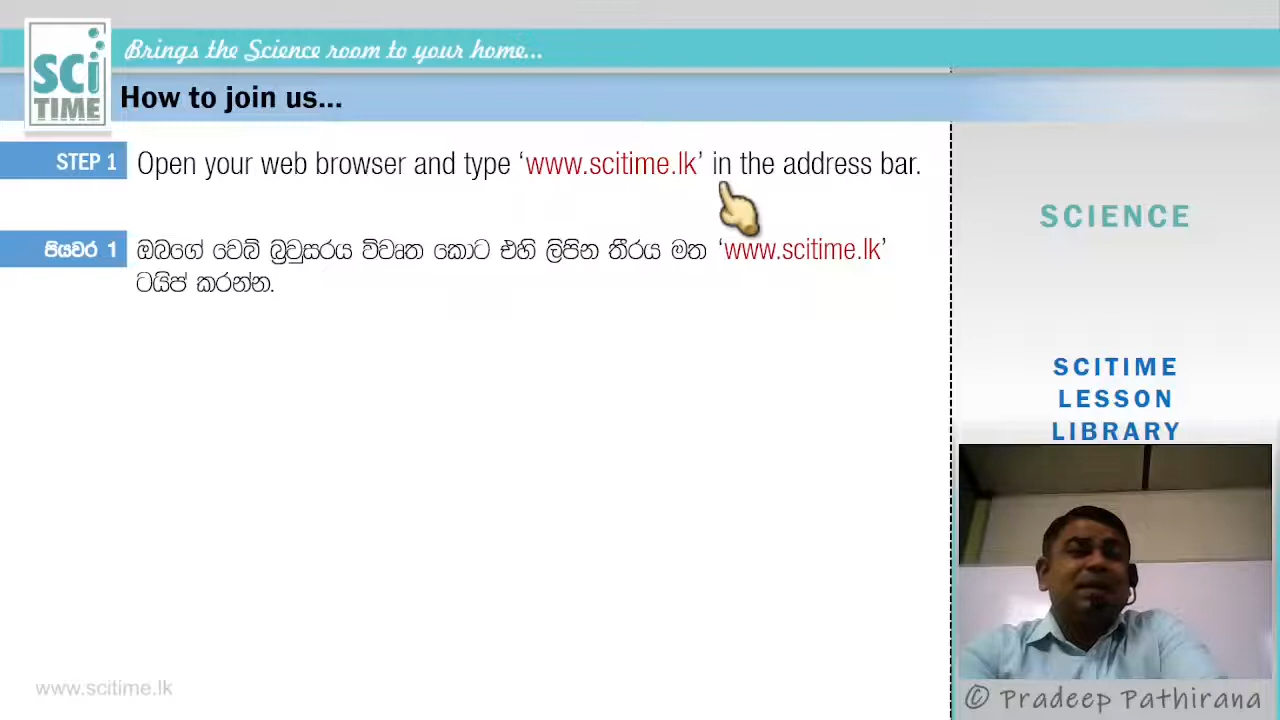 SCi
TIME
Brings the Science room to your home...
How to join us...
STEP 1
Open your web browser and type ‘www.scitime.lk’ in the address bar.
පියවර 1
ඔබගේ වෙබ් බ්‍රවුසරය විවෘත කොට එහි ලිපින තීරය මත ‘www.scitime.lk’
ටයිප් කරන්න.
SCIENCE
SCITIME
LESSON
LIBRARY
www.scitime.lk
© Pradeep Pathirana